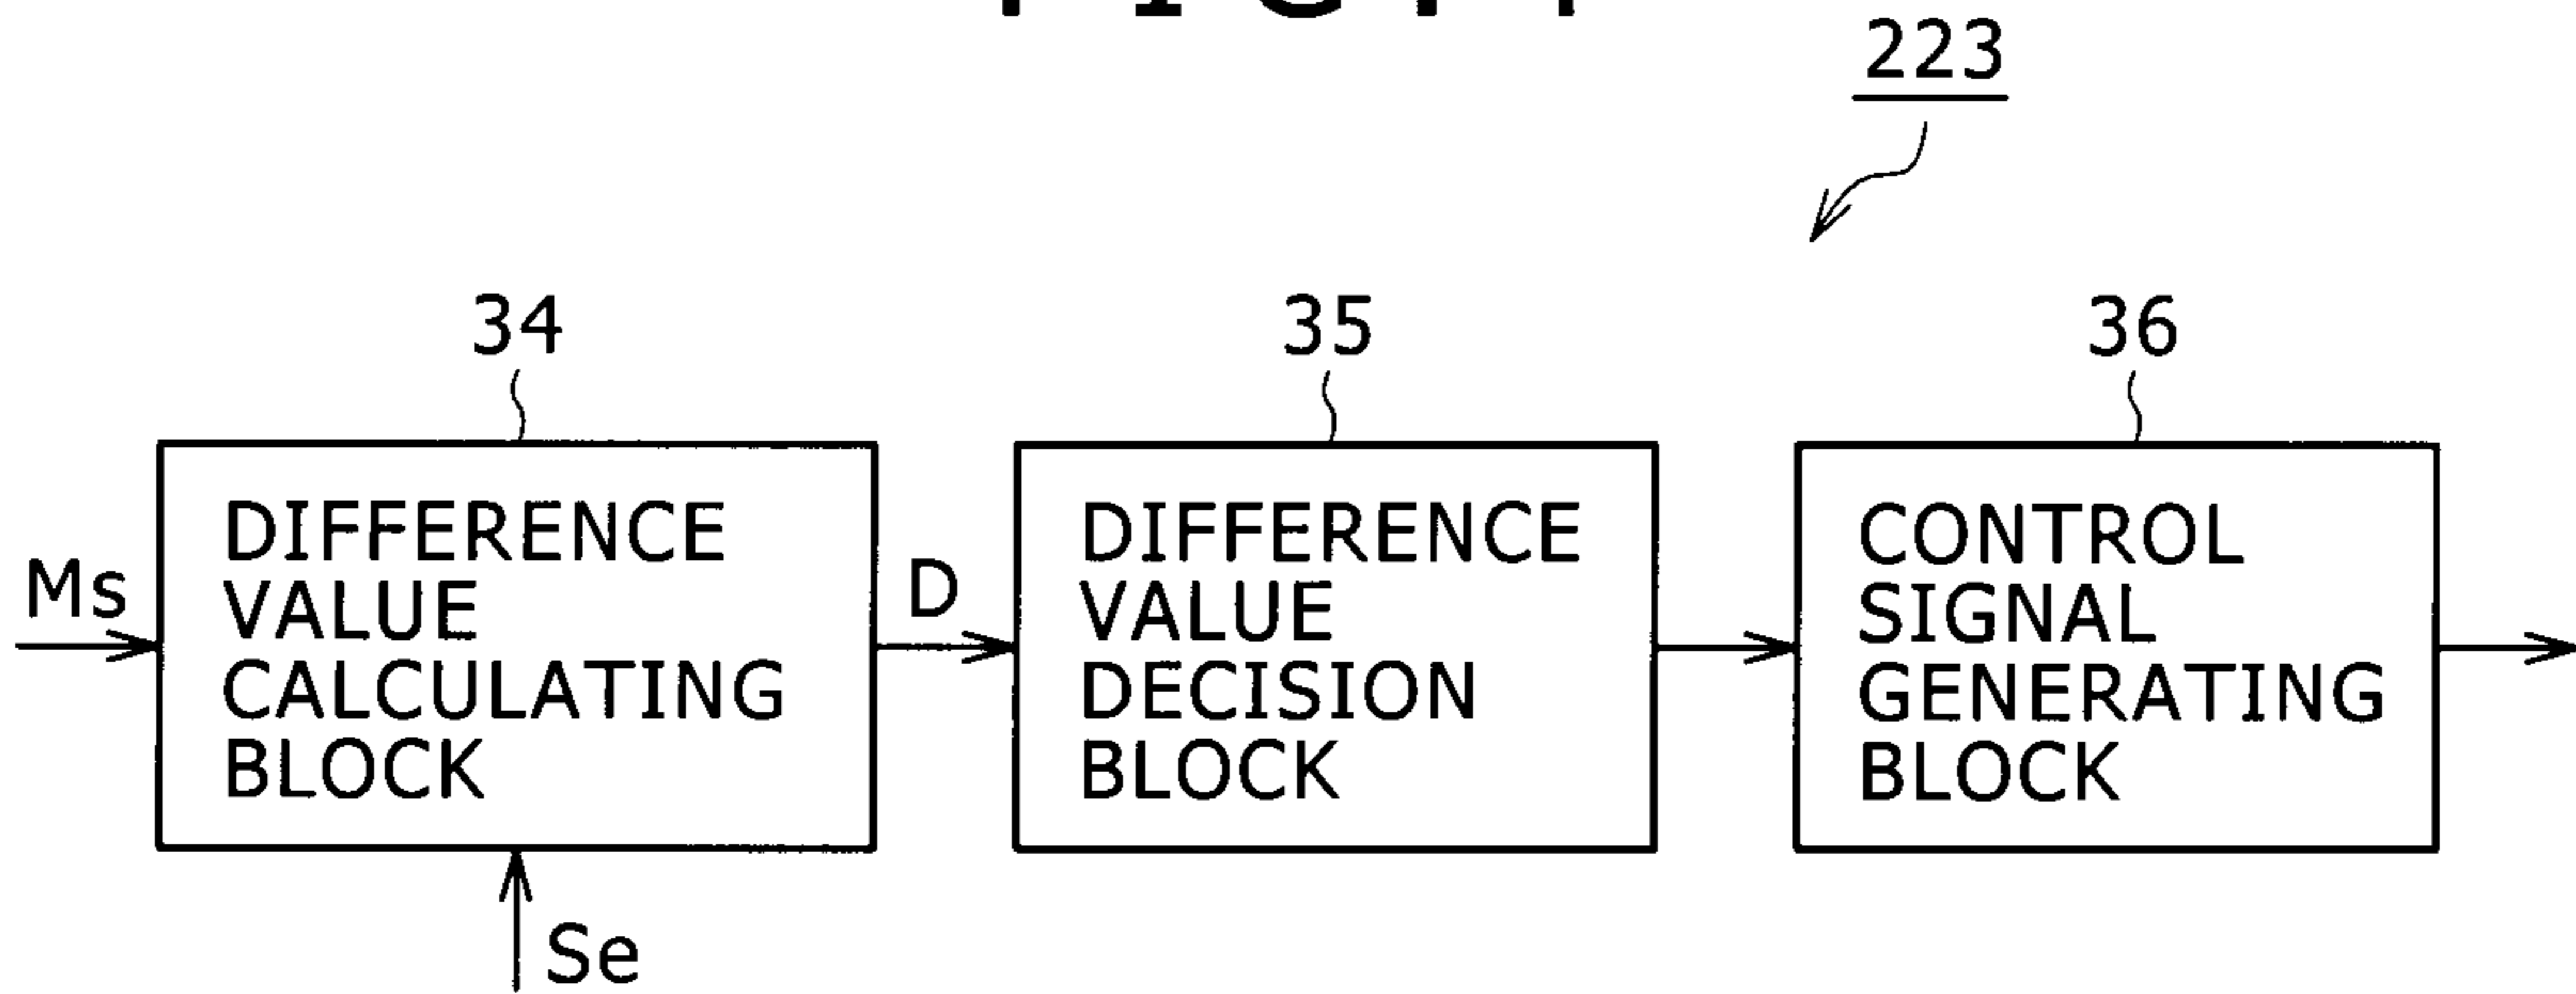 223
34
35
36
Ms
DIFFERENCE
VALUE
CALCULATING
BLOCK
D
DIFFERENCE
VALUE
DECISION
BLOCK
CONTROL
SIGNAL
GENERATING
BLOCK
Se